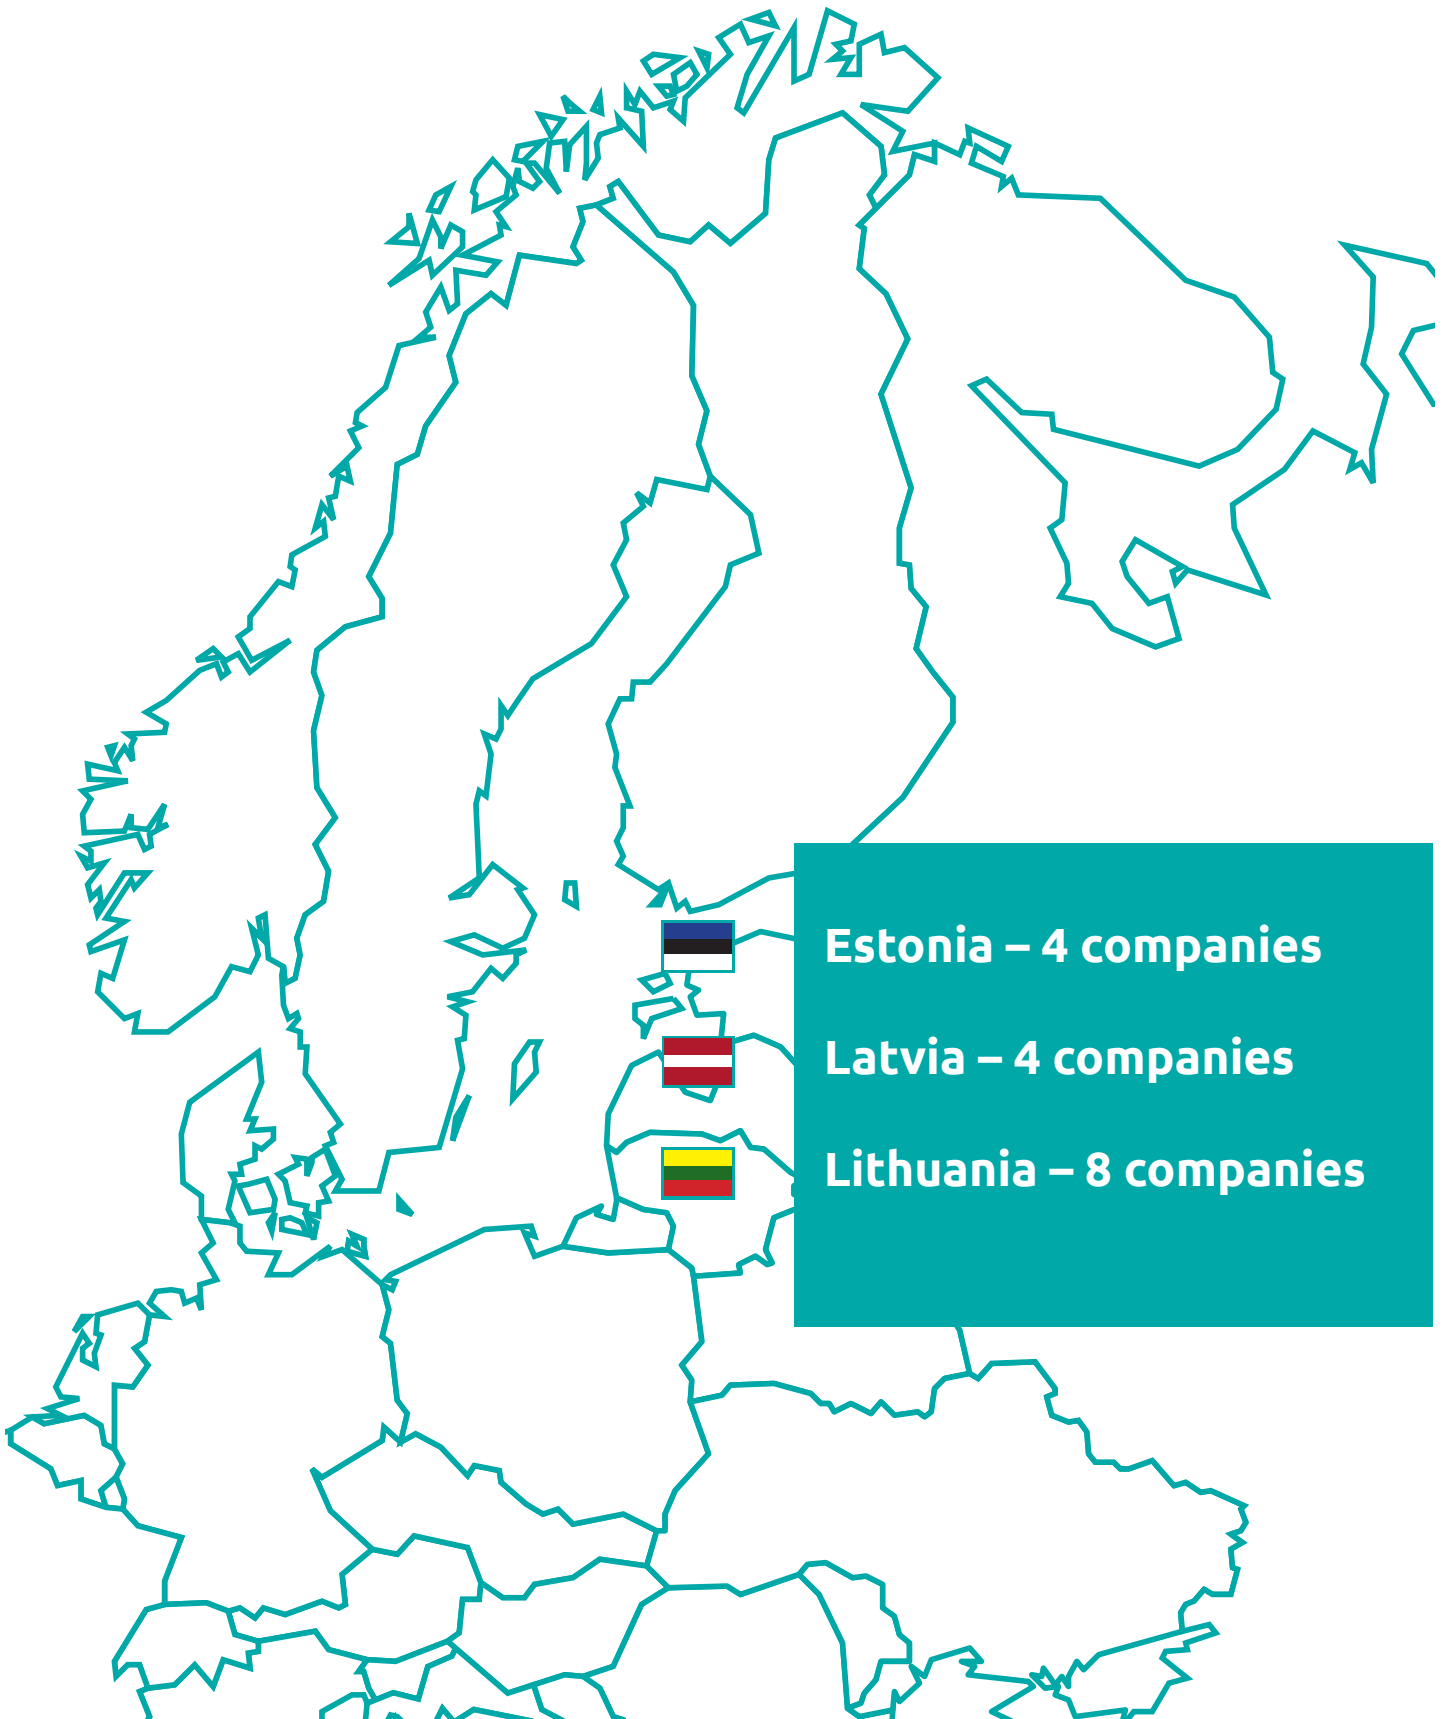 Estonia – 4 companies
Latvia – 4 companies
Lithuania – 8 companies